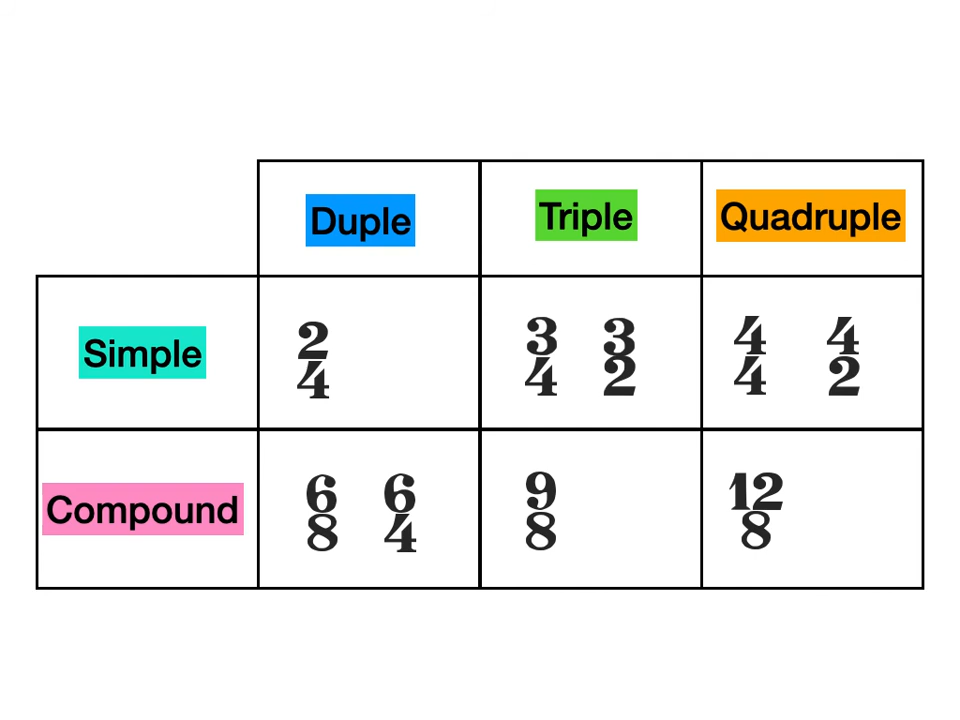 Duple Triple Quadruple
Simple 2/4 3/4 3/2 4/4 4/2
Compound 6/8 6/4 9/8 12/8